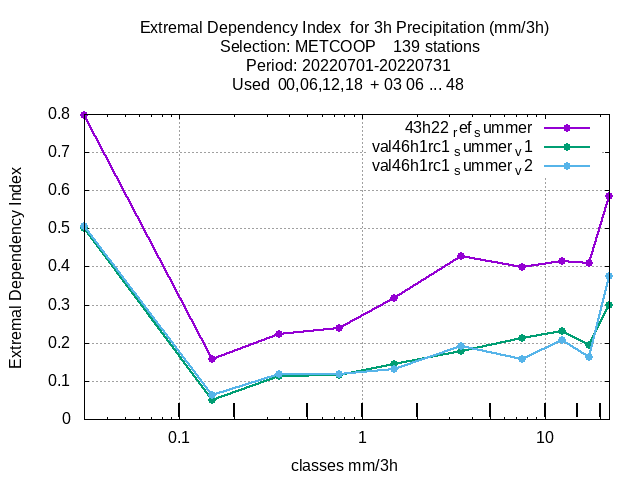 Extremal Dependency Index  for 3h Precipitation (mm/3h)
Selection: METCOOP    139 stations
Period: 20220701-20220731
Used  00,06,12,18  + 03 06 ... 48
43h22 ref summer
val46h1rc1 summer v1
val46h1rc1 summer v2
Extremal Dependency Index
0.8
0.7
0.6
0.5
0.4
0.3
0.2
0.1
0
0.1 1 10
classes mm/3h